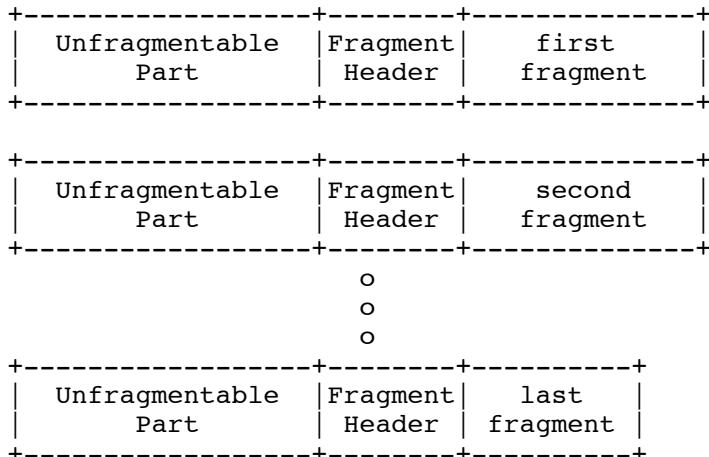 +------------------+--------+--------------+
|  Unfragmentable  |Fragment|    first     |
|       Part       | Header |   fragment   |
+------------------+--------+--------------+

+------------------+--------+--------------+
|  Unfragmentable  |Fragment|    second    |
|       Part       | Header |   fragment   |
+------------------+--------+--------------+
                      o
                      o
                      o
+------------------+--------+----------+
|  Unfragmentable  |Fragment|   last   |
|       Part       | Header | fragment |
+------------------+--------+----------+